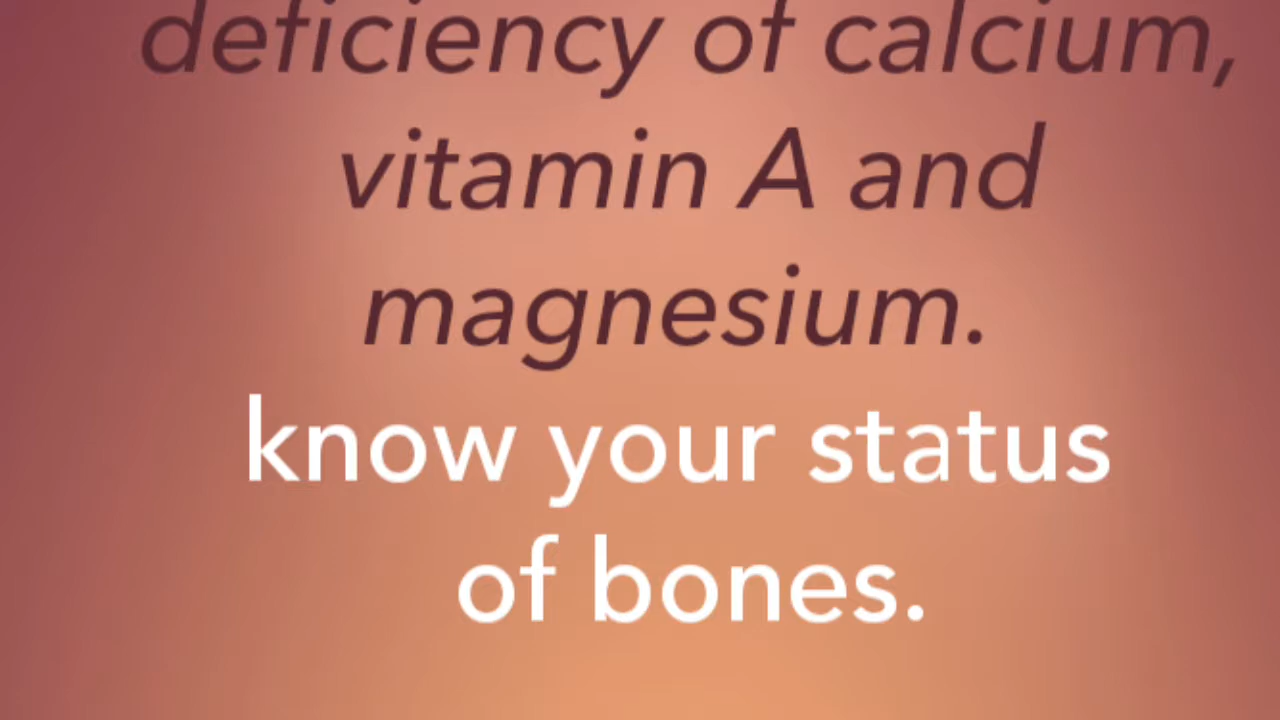 deficiency of calcium,
vitamin A and
magnesium.
know your status
of bones.